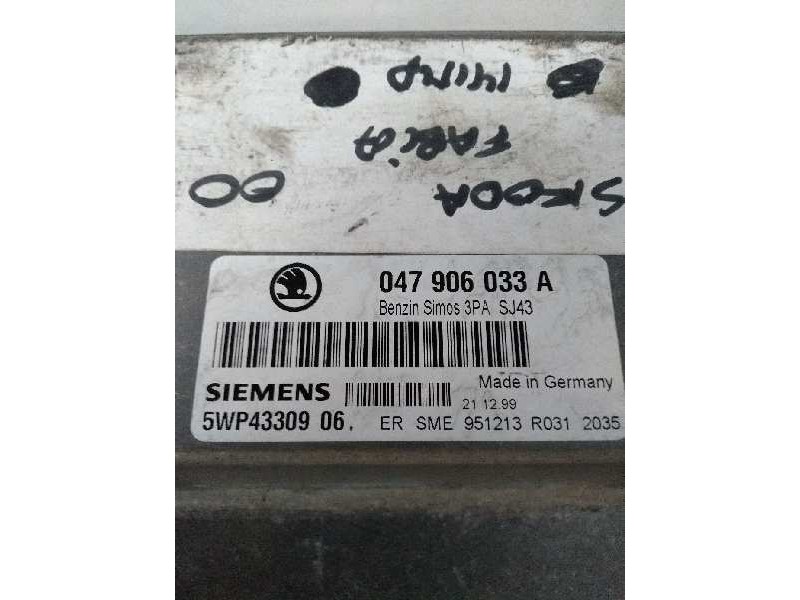 SKODA 00
FABIA
047 906 033 A
Benzin Simos 3PA SJ43
SIEMENS
Made in Germany
21 12.99
5WP43309 06. ER SME 951213 R031 2035